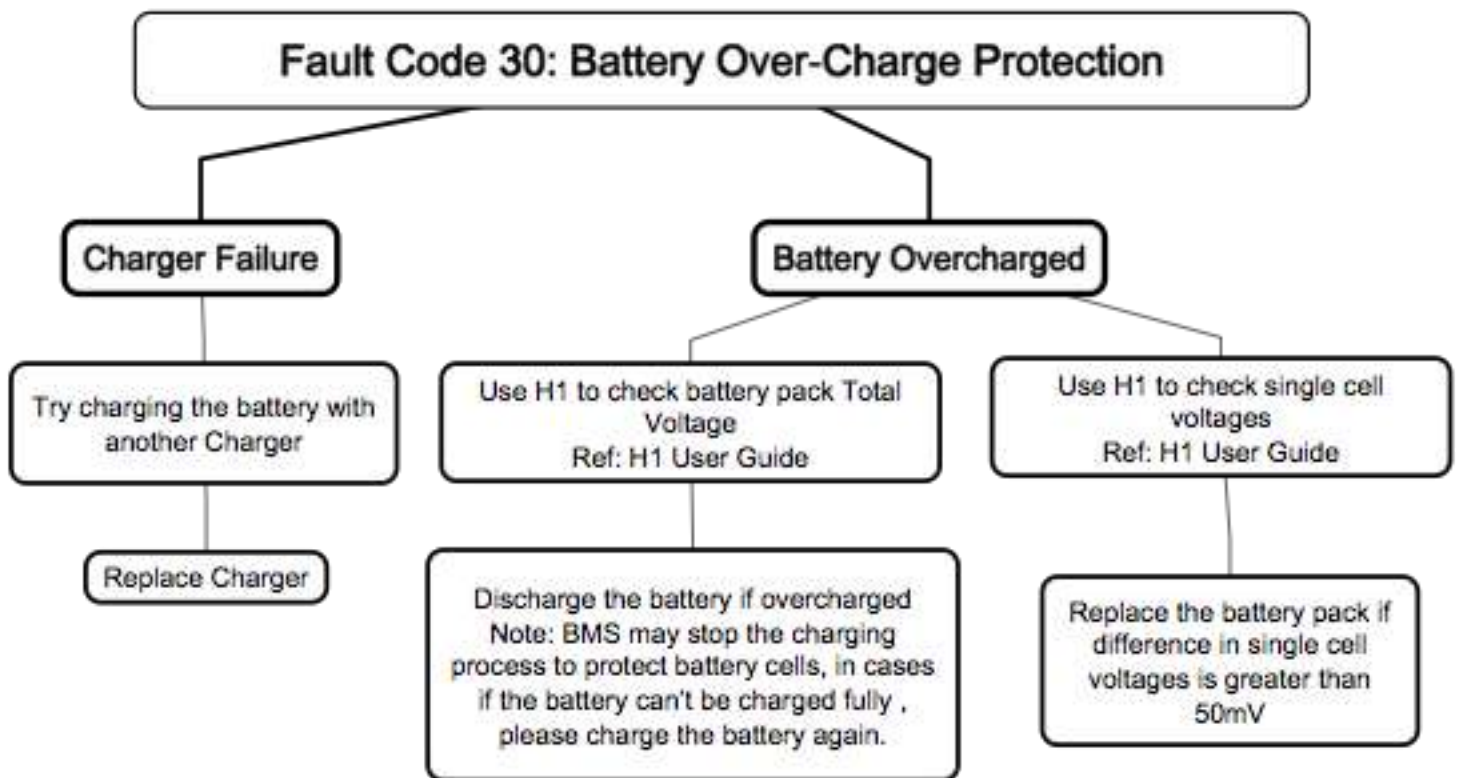 Fault Code 30: Battery Over-Charge Protection
Charger Failure
Battery Overcharged
Try charging the battery with
another Charger
Use H1 to check battery pack Total
Voltage
Ref: H1 User Guide
Use H1 to check single cell
voltages
Ref: H1 User Guide
Replace Charger
Discharge the battery if overcharged
Note: BMS may stop the charging
process to protect battery cells, in cases
if the battery can't be charged fully ,
please charge the battery again.
Replace the battery pack if
difference in single cell
voltages is greater than
50mV